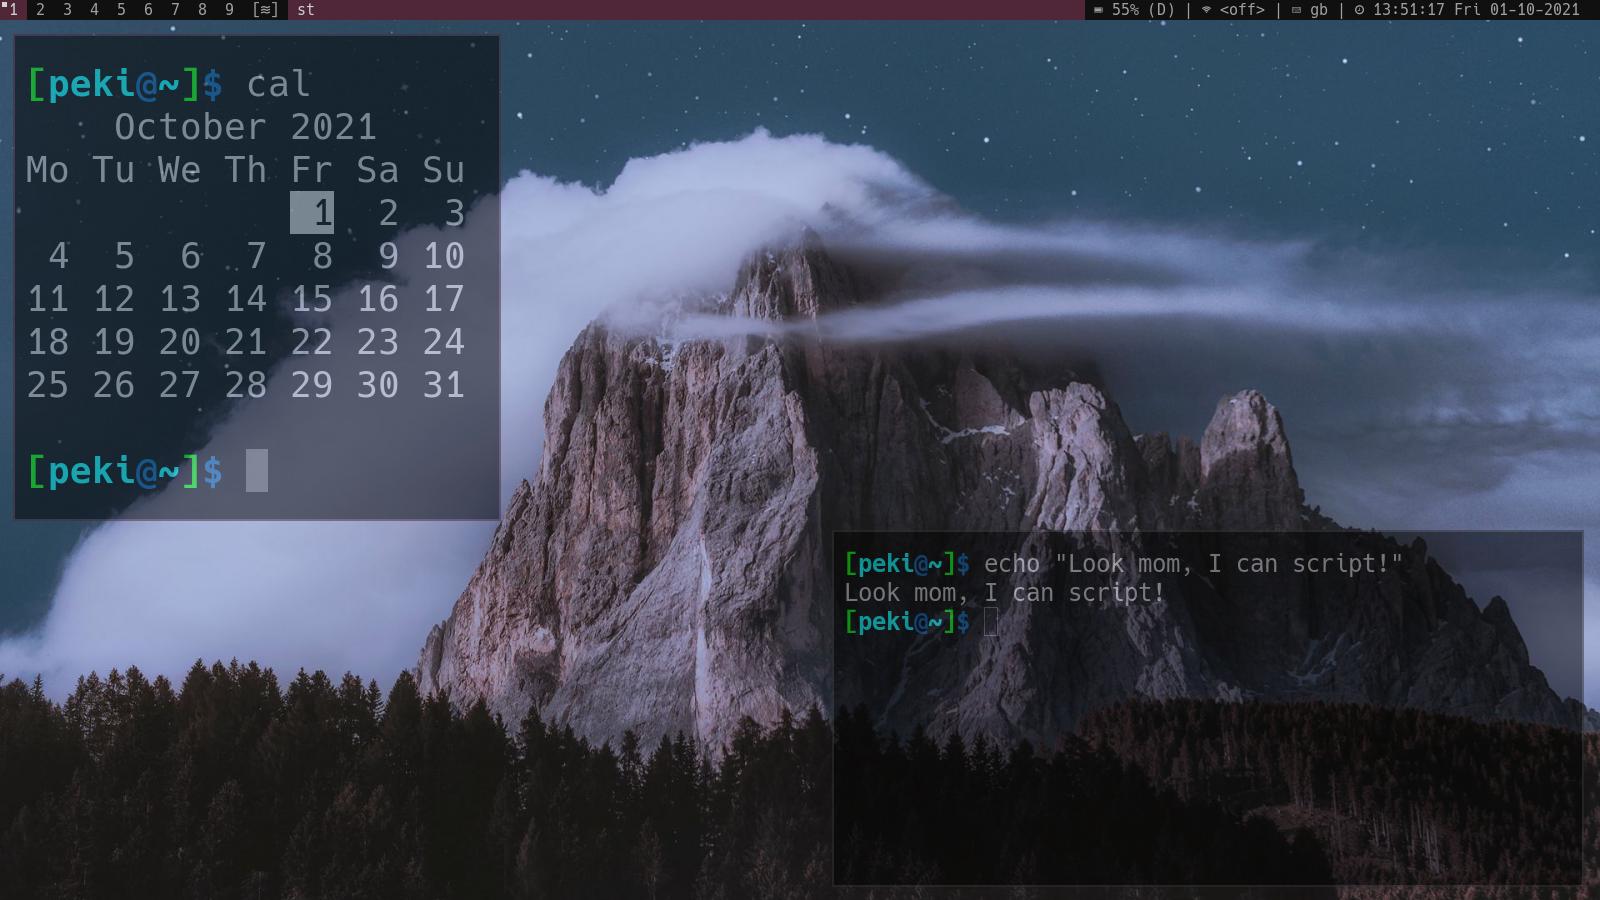 1 2 3 4 5 6 7 8 9 [≋] st 55% (D) | <off> | gb | 13:51:17 Fri 01-10-2021
[peki@~]$ cal
October 2021
Mo Tu We Th Fr Sa Su
1 2 3
4 5 6 7 8 9 10
11 12 13 14 15 16 17
18 19 20 21 22 23 24
25 26 27 28 29 30 31
[peki@~]$
[peki@~]$ echo "Look mom, I can script!"
Look mom, I can script!
[peki@~]$